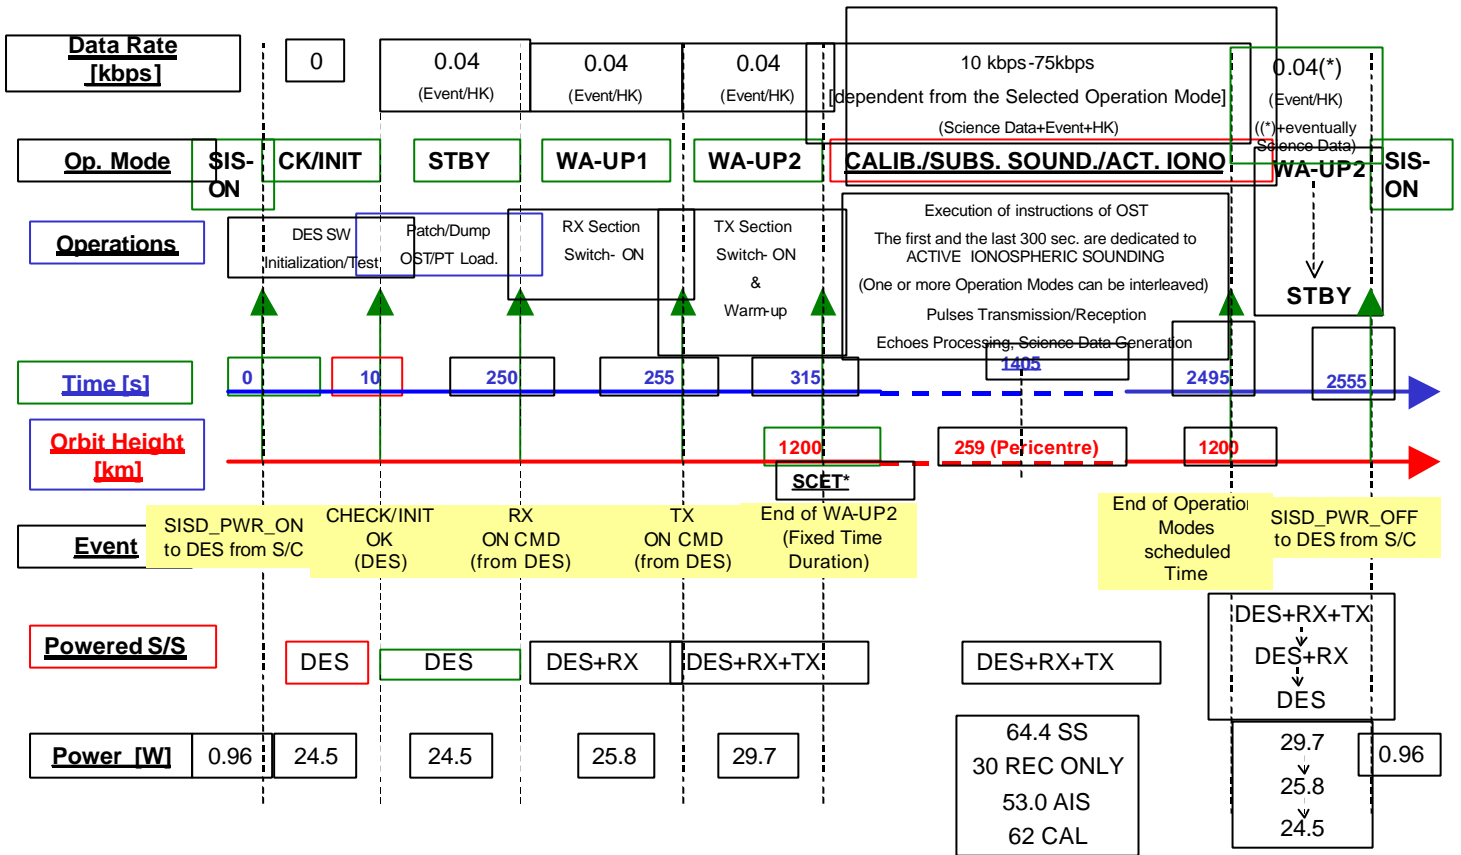 Data Rate
[kbps]
0
0.04
(Event/HK)
0.04
(Event/HK)
0.04
(Event/HK)
10 kbps-75kbps
[dependent from the Selected Operation Mode]
(Science Data+Event+HK)
0.04(*)
(Event/HK)
((*)+eventually
Science Data)
Op. Mode
SIS-
ON
CK/INIT
STBY
WA-UP1
WA-UP2
CALIB./SUBS. SOUND./ACT. IONO
WA-UP2
STBY
SIS-
ON
Operations
DES SW
Initialization/Test
Patch/Dump
OST/PT Load.
RX Section
Switch- ON
TX Section
Switch- ON
&
Warm-up
Execution of instructions of OST
The first and the last 300 sec. are dedicated to
ACTIVE IONOSPHERIC SOUNDING
(One or more Operation Modes can be interleaved)
Pulses Transmission/Reception
Echoes Processing, Science Data Generation
Time [s]
0
10
250
255
315
1405
2495
2555
Orbit Height
[km]
1200
259 (Pericentre)
1200
SCET*
Event
SISD_PWR_ON
to DES from S/C
CHECK/INIT
OK
(DES)
RX
ON CMD
(from DES)
TX
ON CMD
(from DES)
End of WA-UP2
(Fixed Time
Duration)
End of Operation
Modes
scheduled
Time
SISD_PWR_OFF
to DES from S/C
Powered S/S
DES
DES
DES+RX
DES+RX+TX
DES+RX+TX
DES+RX+TX
DES+RX
DES
Power [W]
0.96
24.5
24.5
25.8
29.7
64.4 SS
30 REC ONLY
53.0 AIS
62 CAL
29.7
25.8
24.5
0.96